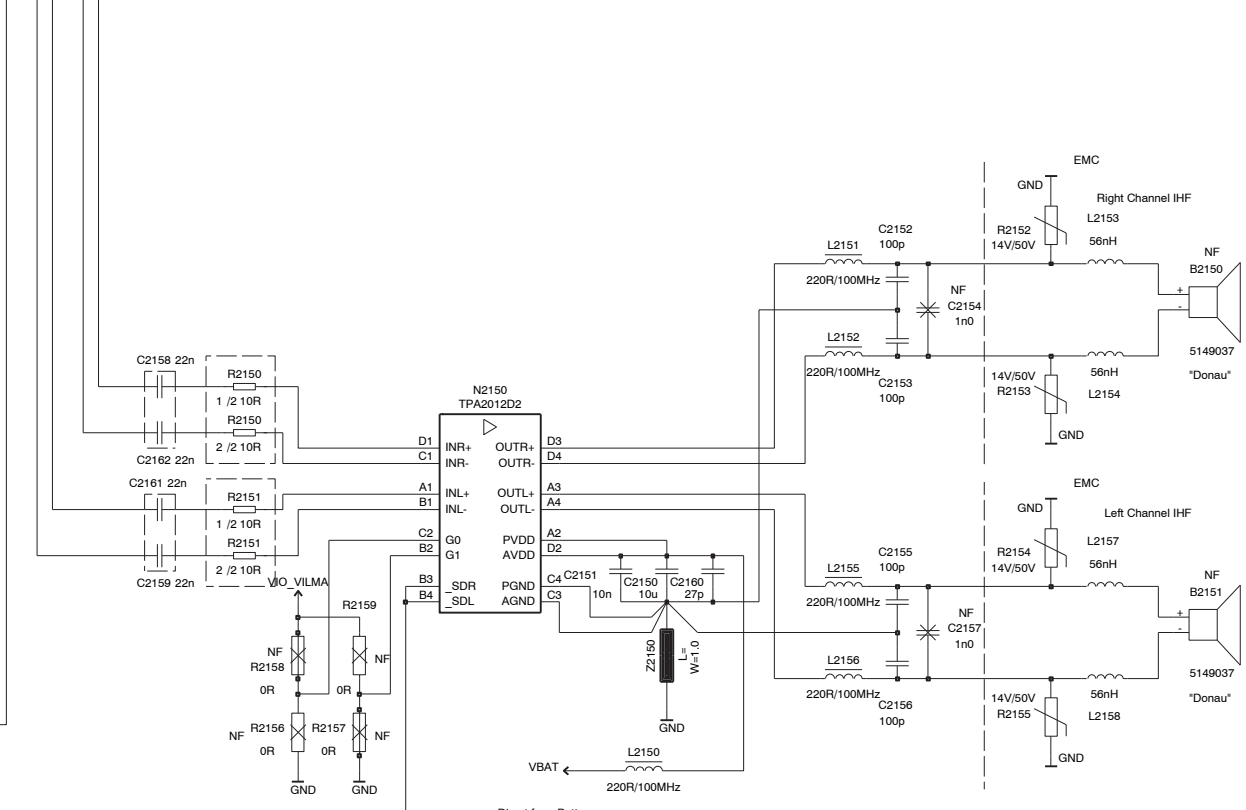 EMC
GND
Right Channel IHF
R2152
14V/50V
L2153
56nH
C2152
100p
L2151
220R/100MHz
NF
B2150
+
-
NF
C2154
1n0
L2152
220R/100MHz
C2153
100p
14V/50V
R2153
56nH
L2154
5149037
"Donau"
GND
C2158 22n
R2150
1 /2 10R
R2150
2 /2 10R
C2162 22n
C2161 22n
R2151
1 /2 10R
R2151
2 /2 10R
C2159 22n
N2150
TPA2012D2
D1 INR+ OUTR+ D3
C1 INR- OUTR- D4
A1 INL+ OUTL+ A3
B1 INL- OUTL- A4
C2 G0 PVDD A2
B2 G1 AVDD D2
B3 _SDR PGND C4
B4 _SDL AGND C3
C2151
10n
C2150
10u
C2160
27p
VIO_VILMA
R2159
NF
R2158
0R
NF
0R
NF
R2156
0R
R2157
0R
NF
GND
GND
Z2150
L=
W=1.0
GND
L2150
VBAT
220R/100MHz
EMC
GND
Left Channel IHF
R2154
14V/50V
L2157
56nH
C2155
100p
L2155
220R/100MHz
NF
B2151
+
-
NF
C2157
1n0
L2156
220R/100MHz
C2156
100p
14V/50V
R2155
56nH
L2158
5149037
"Donau"
GND